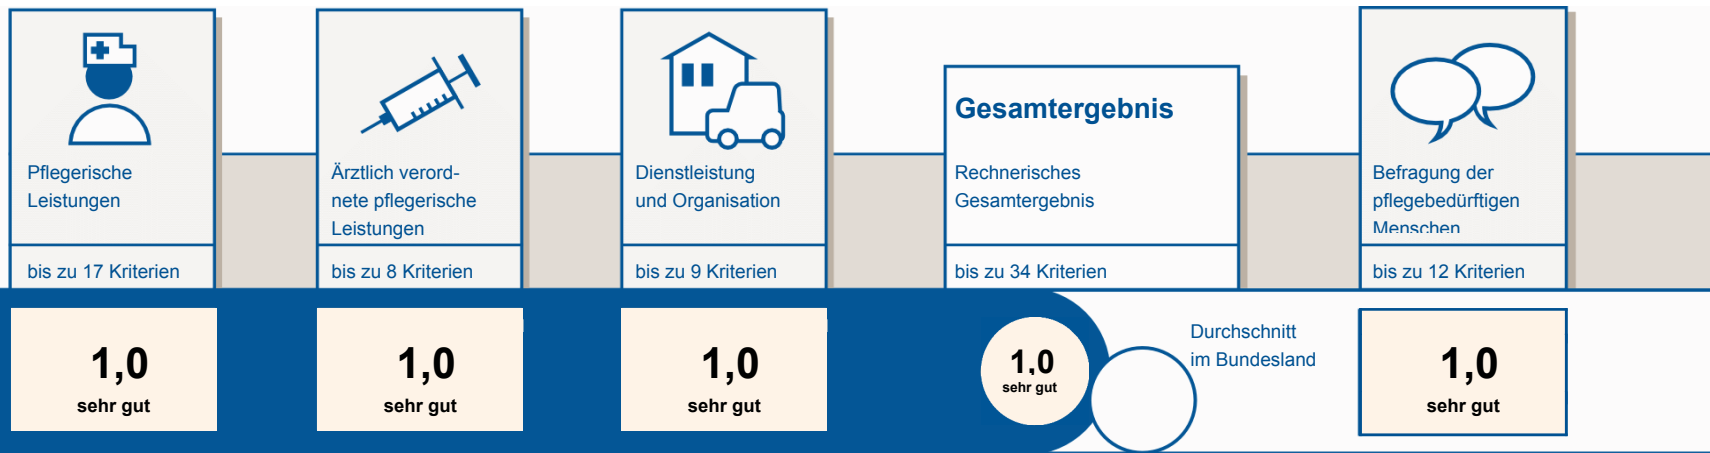 Pflegerische
Leistungen
bis zu 17 Kriterien
1,0
sehr gut
Ärztlich verord-
nete pflegerische
Leistungen
bis zu 8 Kriterien
1,0
sehr gut
Dienstleistung
und Organisation
bis zu 9 Kriterien
1,0
sehr gut
Gesamtergebnis
Rechnerisches
Gesamtergebnis
bis zu 34 Kriterien
1,0
sehr gut
Durchschnitt
im Bundesland
Befragung der
pflegebedürftigen
Menschen
bis zu 12 Kriterien
1,0
sehr gut